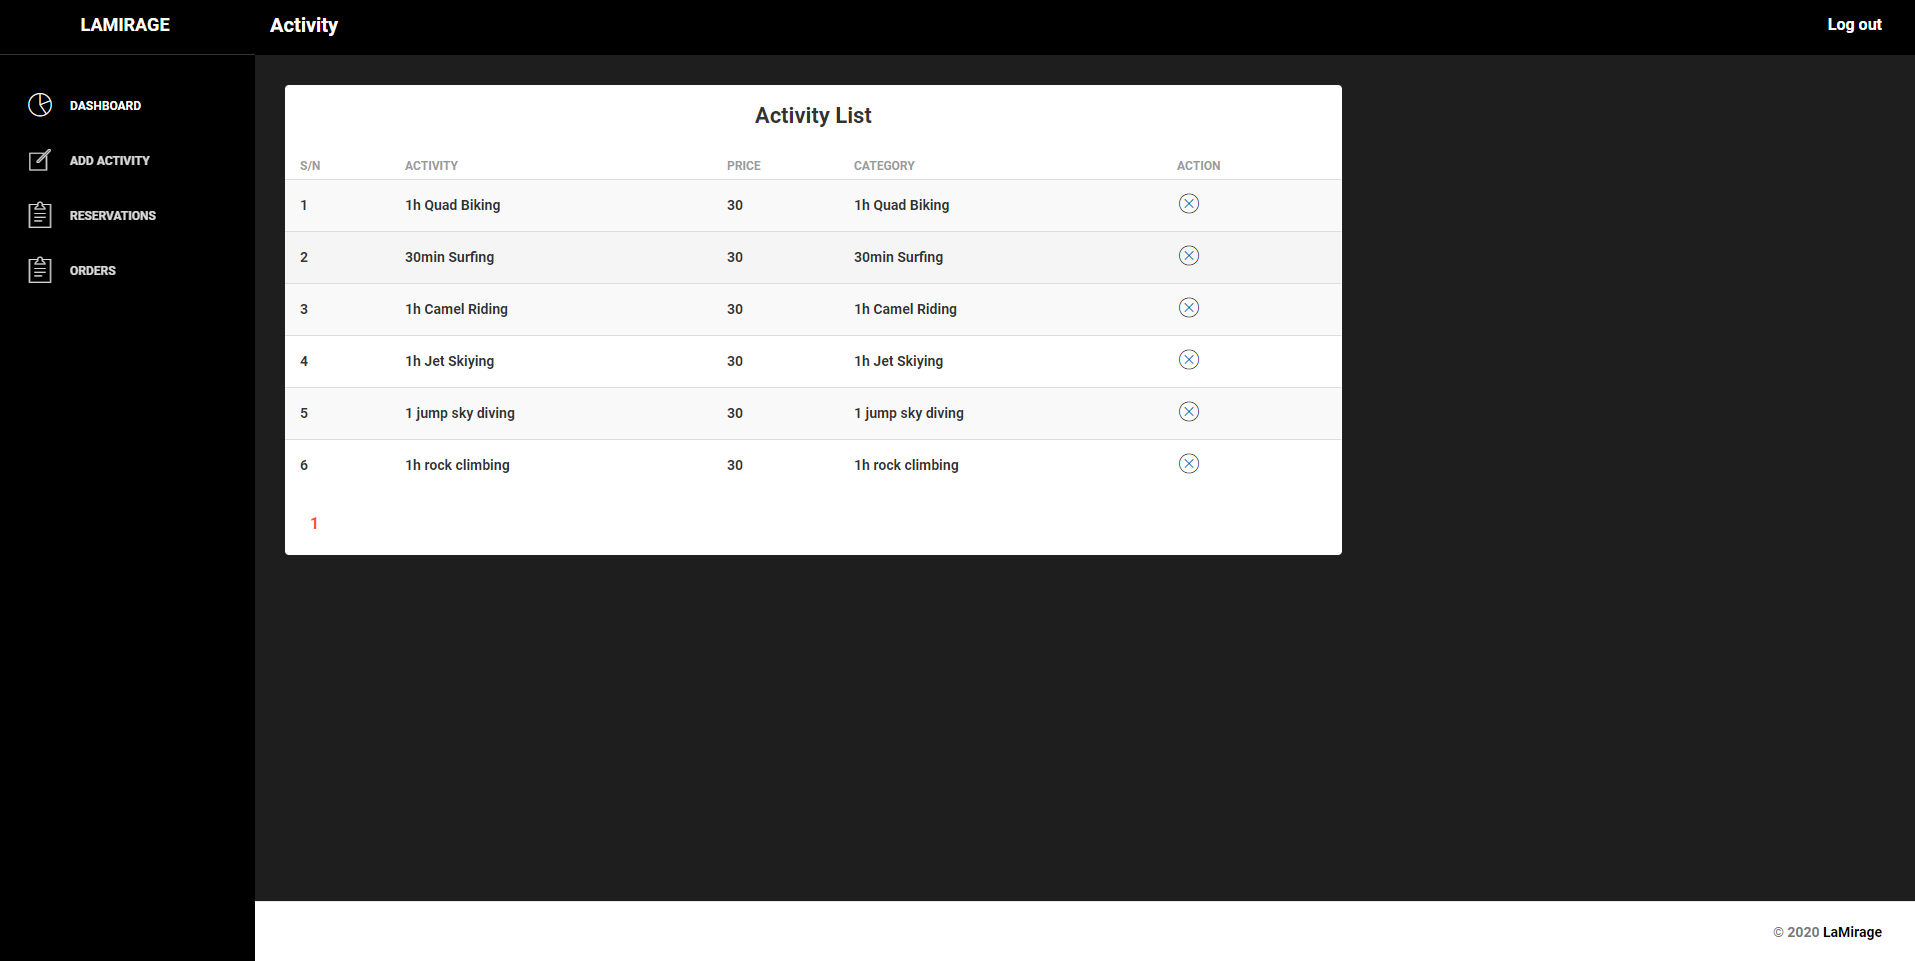 LAMIRAGE
Activity
Log out
DASHBOARD
ADD ACTIVITY
RESERVATIONS
ORDERS
Activity List
S/N ACTIVITY PRICE CATEGORY ACTION
1 1h Quad Biking 30 1h Quad Biking
2 30min Surfing 30 30min Surfing
3 1h Camel Riding 30 1h Camel Riding
4 1h Jet Skiying 30 1h Jet Skiying
5 1 jump sky diving 30 1 jump sky diving
6 1h rock climbing 30 1h rock climbing
1
© 2020 LaMirage